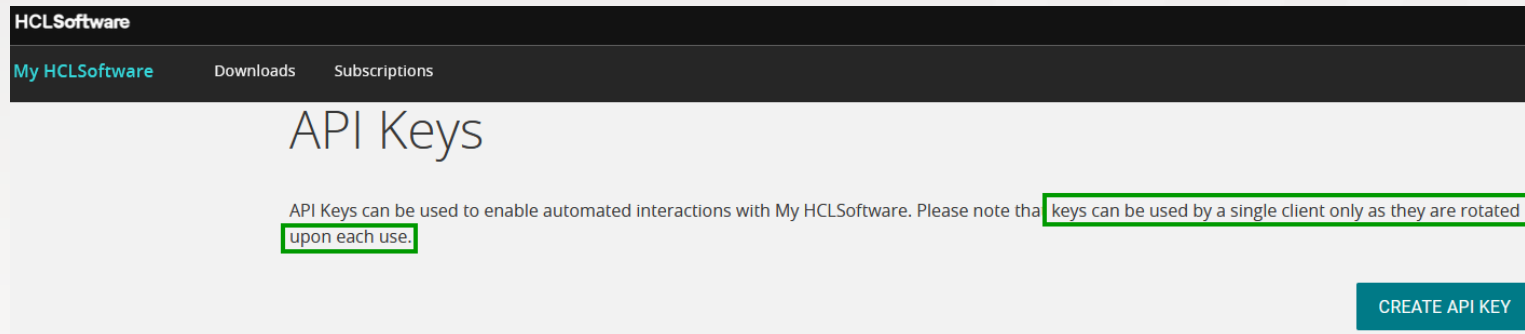 HCLSoftware
My HCLSoftware Downloads Subscriptions
API Keys
API Keys can be used to enable automated interactions with My HCLSoftware. Please note tha keys can be used by a single client only as they are rotated
upon each use.
CREATE API KEY